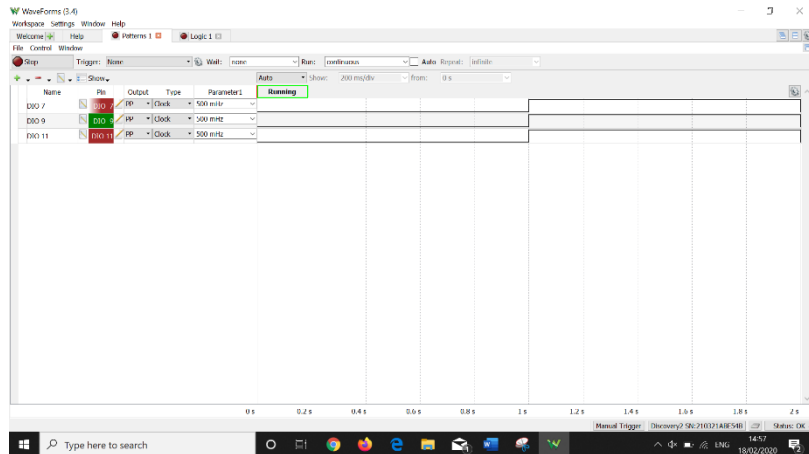 WaveForms (3.4)
Workspace Settings Window Help
Welcome Help Patterns 1 Logic 1
File Control Window
Stop Trigger: None Wait: none Run: continuous Auto Repeat: infinite
Show Auto Show: 200 ms/div from: 0 s
Name Pin Output Type Parameter1 Running
DIO 7 DIO 7 PP Clock 500 mHz
DIO 9 DIO 9 PP Clock 500 mHz
DIO 11 DIO 11 PP Clock 500 mHz
0 s 0.2 s 0.4 s 0.6 s 0.8 s 1 s 1.2 s 1.4 s 1.6 s 1.8 s 2 s
Manual Trigger Discovery2 SN:210321A8F54B Status: OK
Type here to search ENG 14:57
18/02/2020